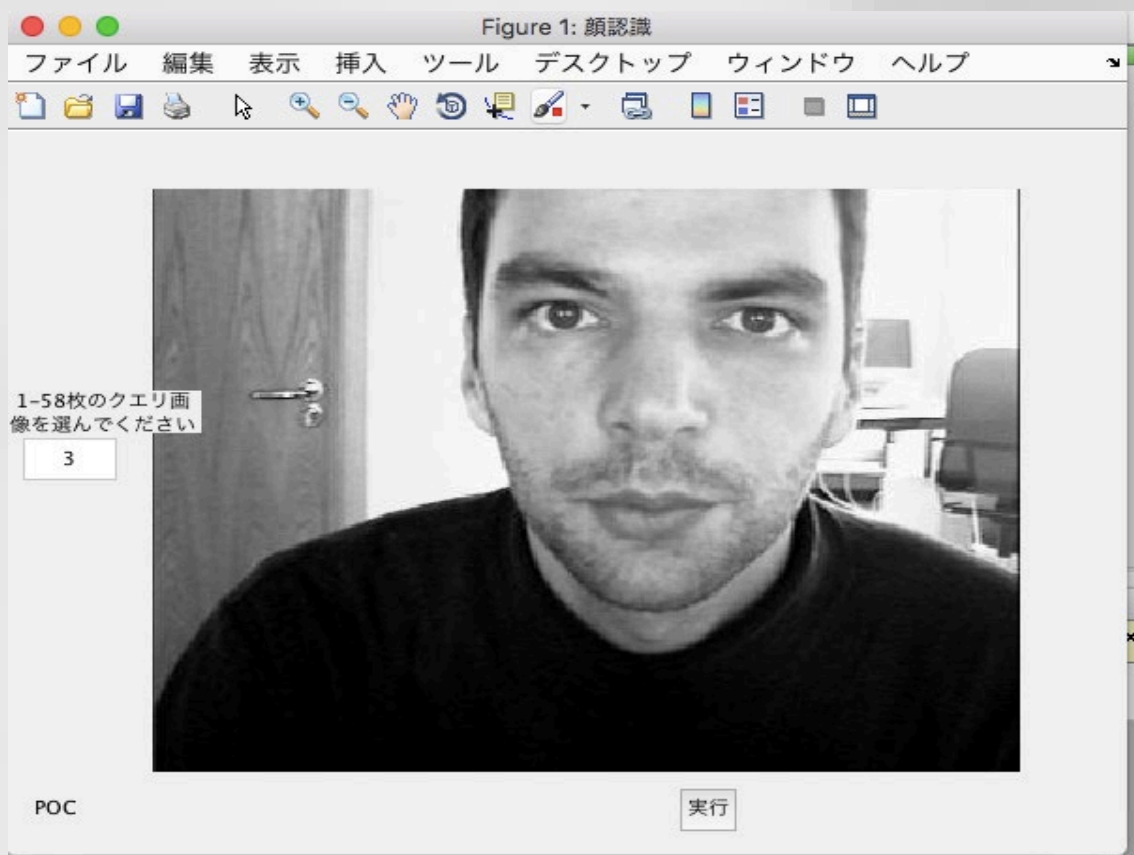 Figure 1: 顔認識
ファイル 編集 表示 挿入 ツール デスクトップ ウィンドウ ヘルプ
1-58枚のクエリ画
像を選んでください
3
POC
実行